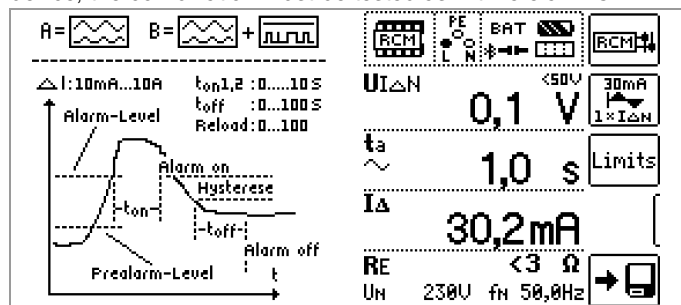 A= B= +
△I:10mA...10A
ton1,2:0....10S
toff :0...100S
Reload:0...100
Alarm-Level
Alarm on
Hysterese
-ton-
-toff-
Alarm off
Prealarm-Level
t
RCM
PE
L N
BAT
RCM
UI△N
<50V
0,1 V
30mA
1×I△N
ta
1,0 s
Limits
I△
30,2mA
RE <3 Ω
UN 230V fN 50,0Hz